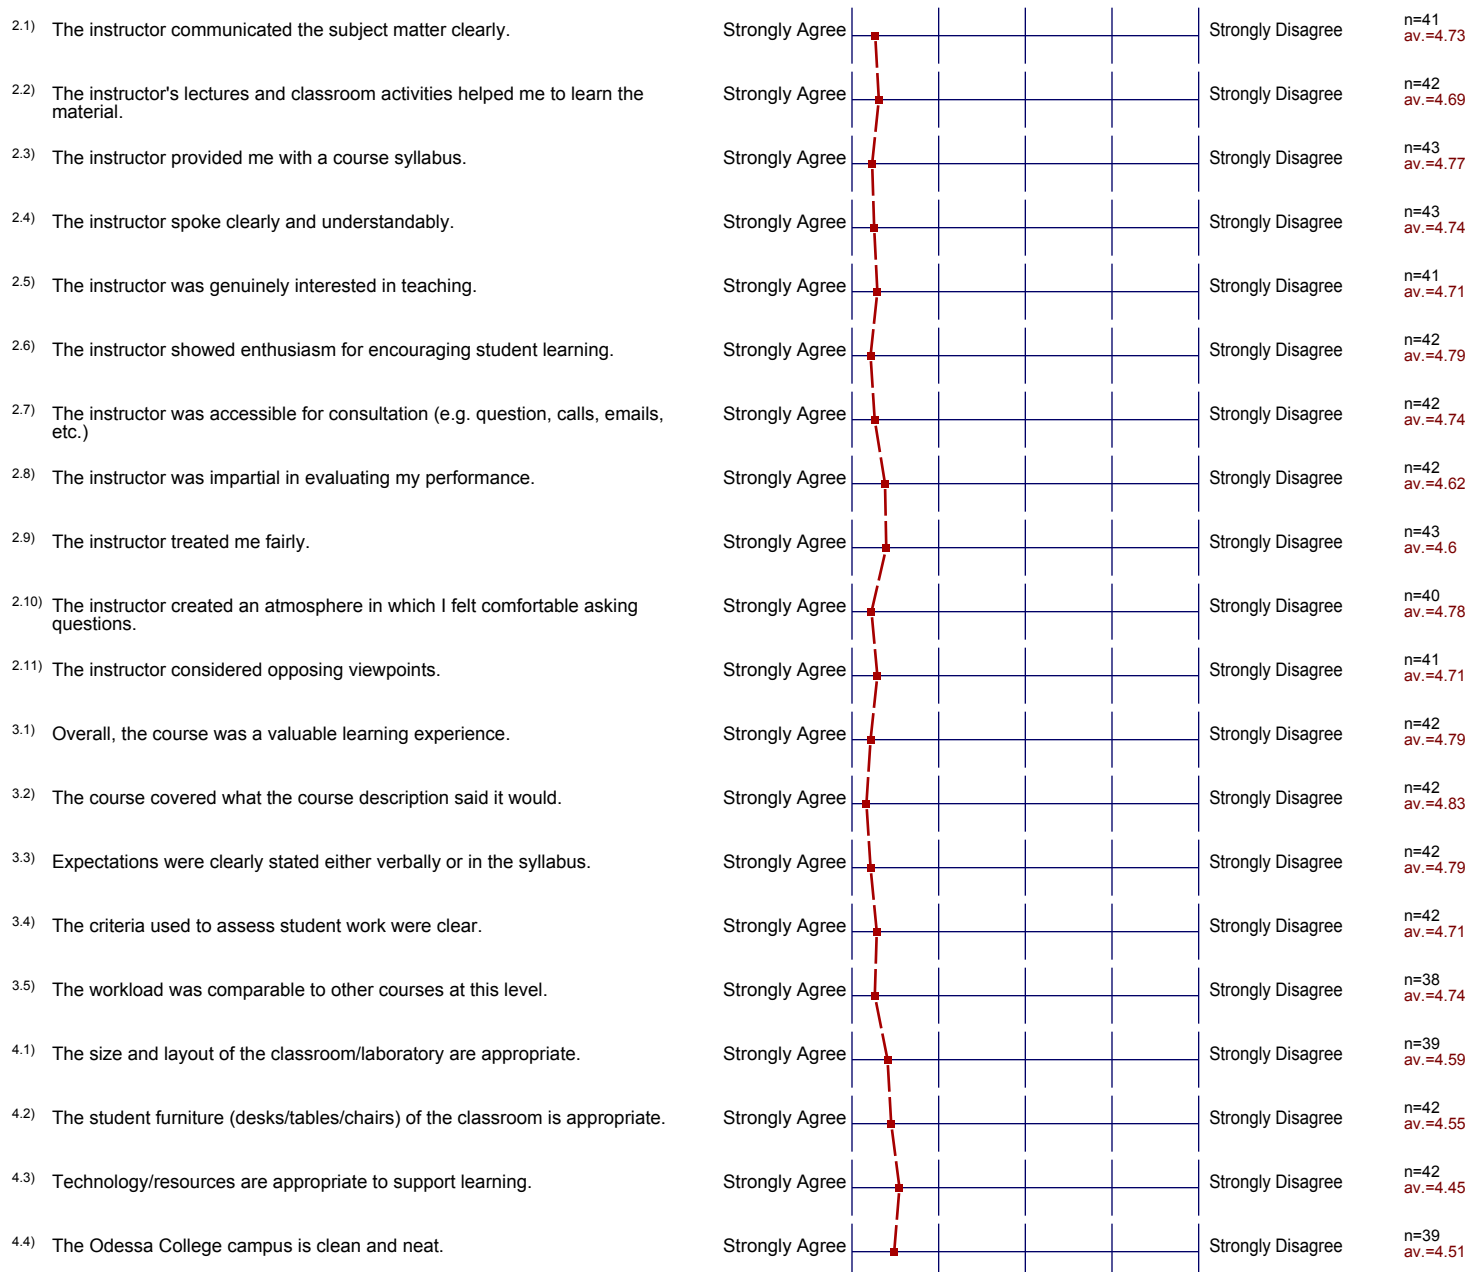 2.1) The instructor communicated the subject matter clearly. Strongly Agree Strongly Disagree n=41
av.=4.73
2.2) The instructor's lectures and classroom activities helped me to learn the
material. Strongly Agree Strongly Disagree n=42
av.=4.69
2.3) The instructor provided me with a course syllabus. Strongly Agree Strongly Disagree n=43
av.=4.77
2.4) The instructor spoke clearly and understandably. Strongly Agree Strongly Disagree n=43
av.=4.74
2.5) The instructor was genuinely interested in teaching. Strongly Agree Strongly Disagree n=41
av.=4.71
2.6) The instructor showed enthusiasm for encouraging student learning. Strongly Agree Strongly Disagree n=42
av.=4.79
2.7) The instructor was accessible for consultation (e.g. question, calls, emails,
etc.) Strongly Agree Strongly Disagree n=42
av.=4.74
2.8) The instructor was impartial in evaluating my performance. Strongly Agree Strongly Disagree n=42
av.=4.62
2.9) The instructor treated me fairly. Strongly Agree Strongly Disagree n=43
av.=4.6
2.10) The instructor created an atmosphere in which I felt comfortable asking
questions. Strongly Agree Strongly Disagree n=40
av.=4.78
2.11) The instructor considered opposing viewpoints. Strongly Agree Strongly Disagree n=41
av.=4.71
3.1) Overall, the course was a valuable learning experience. Strongly Agree Strongly Disagree n=42
av.=4.79
3.2) The course covered what the course description said it would. Strongly Agree Strongly Disagree n=42
av.=4.83
3.3) Expectations were clearly stated either verbally or in the syllabus. Strongly Agree Strongly Disagree n=42
av.=4.79
3.4) The criteria used to assess student work were clear. Strongly Agree Strongly Disagree n=42
av.=4.71
3.5) The workload was comparable to other courses at this level. Strongly Agree Strongly Disagree n=38
av.=4.74
4.1) The size and layout of the classroom/laboratory are appropriate. Strongly Agree Strongly Disagree n=39
av.=4.59
4.2) The student furniture (desks/tables/chairs) of the classroom is appropriate. Strongly Agree Strongly Disagree n=42
av.=4.55
4.3) Technology/resources are appropriate to support learning. Strongly Agree Strongly Disagree n=42
av.=4.45
4.4) The Odessa College campus is clean and neat. Strongly Agree Strongly Disagree n=39
av.=4.51